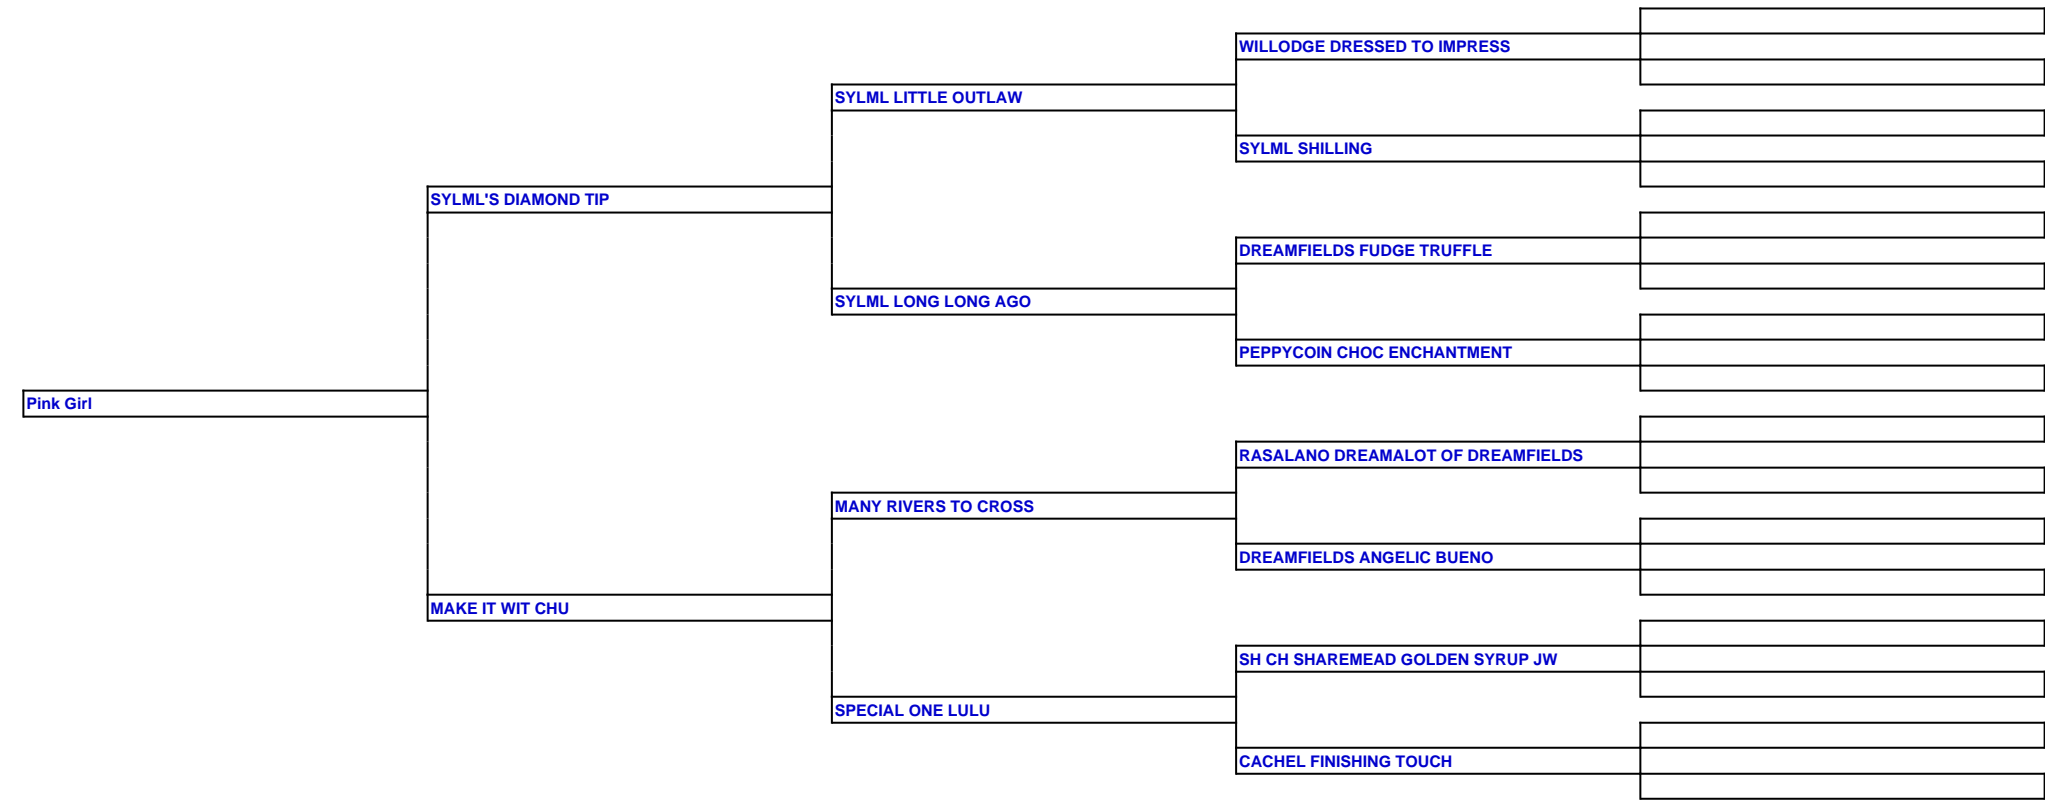 WILLODGE DRESSED TO IMPRESS
SYLML LITTLE OUTLAW
SYLML SHILLING
SYLML'S DIAMOND TIP
DREAMFIELDS FUDGE TRUFFLE
SYLML LONG LONG AGO
PEPPYCOIN CHOC ENCHANTMENT
Pink Girl
RASALANO DREAMALOT OF DREAMFIELDS
MANY RIVERS TO CROSS
DREAMFIELDS ANGELIC BUENO
MAKE IT WIT CHU
SH CH SHAREMEAD GOLDEN SYRUP JW
SPECIAL ONE LULU
CACHEL FINISHING TOUCH